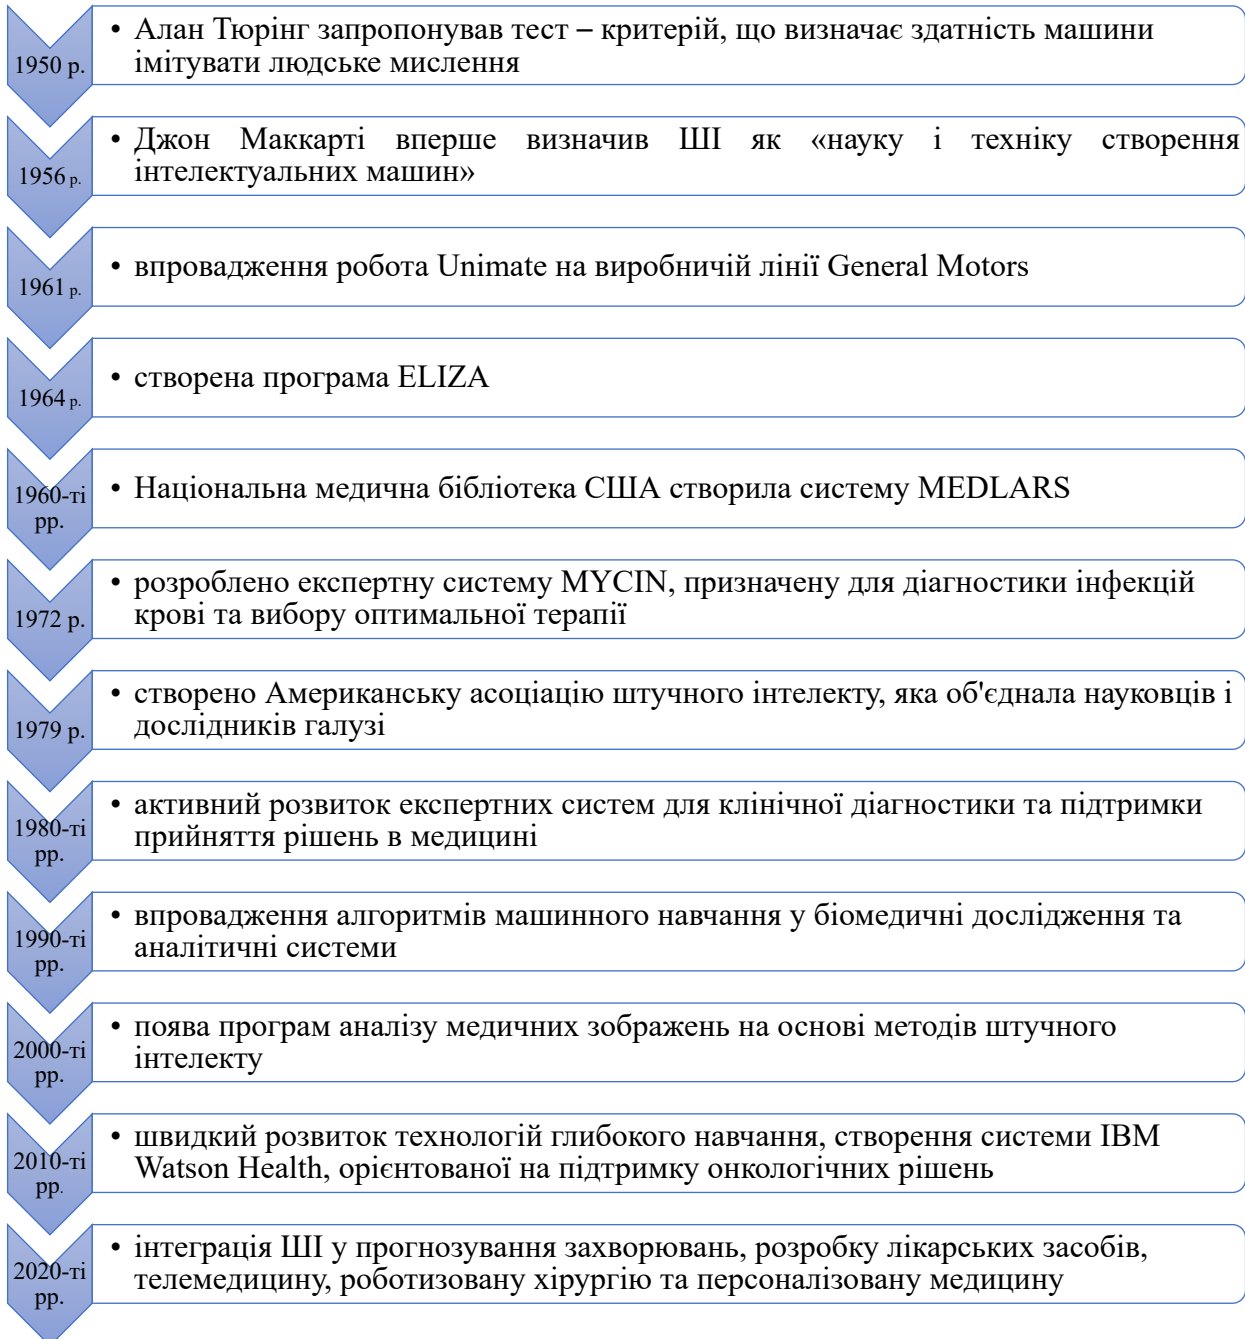 1950 р.
• Алан Тюрінг запропонував тест – критерій, що визначає здатність машини
імітувати людське мислення
1956 р.
• Джон Маккарті вперше визначив ШІ як «науку і техніку створення
інтелектуальних машин»
1961 р.
• впровадження робота Unimate на виробничій лінії General Motors
1964 р.
• створена програма ELIZA
1960-ті
рр.
• Національна медична бібліотека США створила систему MEDLARS
1972 р.
• розроблено експертну систему MYCIN, призначену для діагностики інфекцій
крові та вибору оптимальної терапії
1979 р.
• створено Американську асоціацію штучного інтелекту, яка об'єднала науковців і
дослідників галузі
1980-ті
рр.
• активний розвиток експертних систем для клінічної діагностики та підтримки
прийняття рішень в медицині
1990-ті
рр.
• впровадження алгоритмів машинного навчання у біомедичні дослідження та
аналітичні системи
2000-ті
рр.
• поява програм аналізу медичних зображень на основі методів штучного
інтелекту
2010-ті
рр.
• швидкий розвиток технологій глибокого навчання, створення системи IBM
Watson Health, орієнтованої на підтримку онкологічних рішень
2020-ті
рр.
• інтеграція ШІ у прогнозування захворювань, розробку лікарських засобів,
телемедицину, роботизовану хірургію та персоналізовану медицину